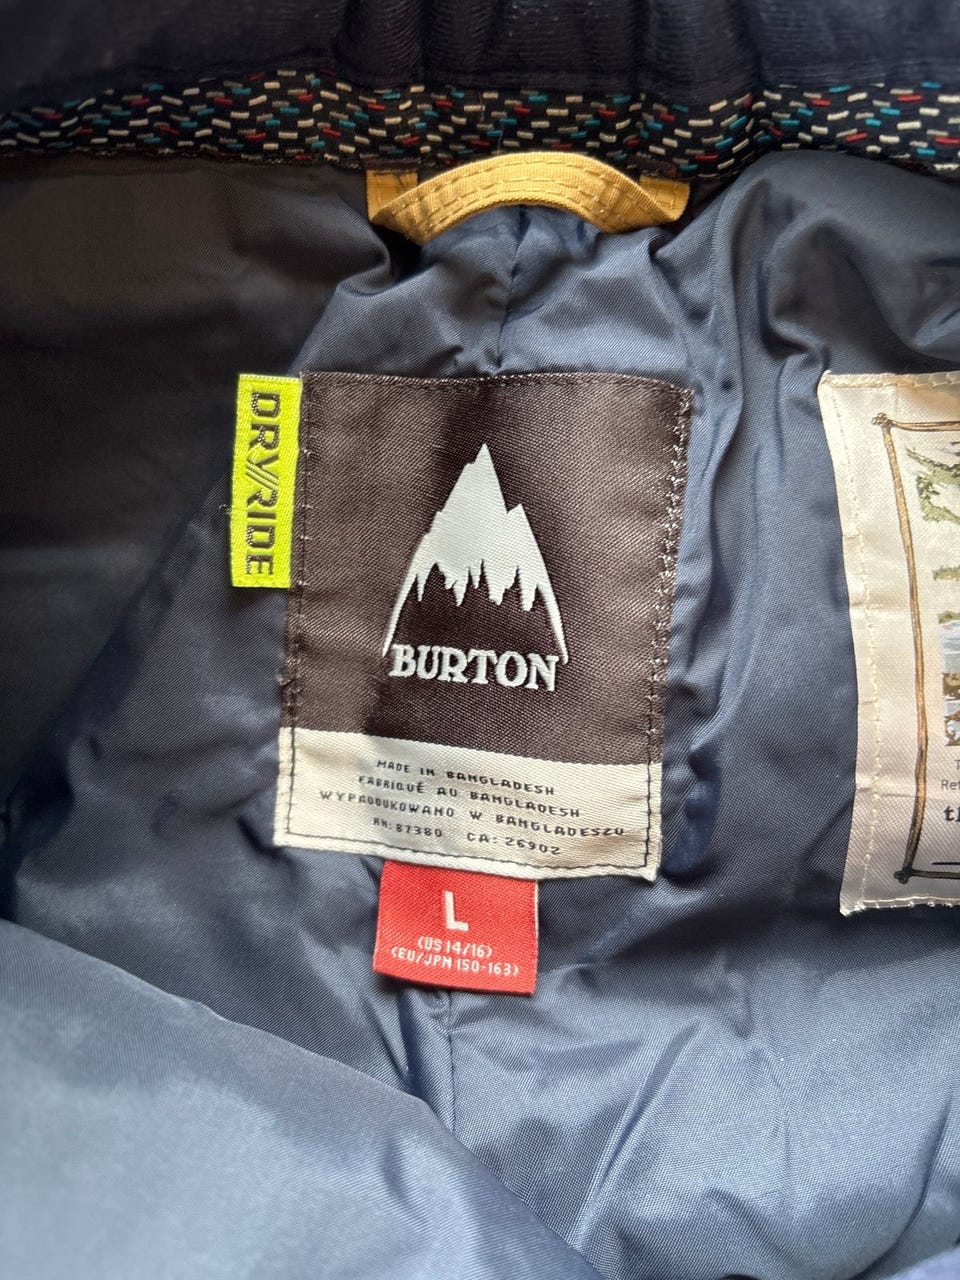 DRY//RIDE
BURTON
MADE IN BANGLADESH
FABRIQUÉ AU BANGLADESH
WYPRODUKOWANO W BANGLADESZU
RN: 87380 CA: 26902
L
(US 14/16)
(EU/JPN 150-163)